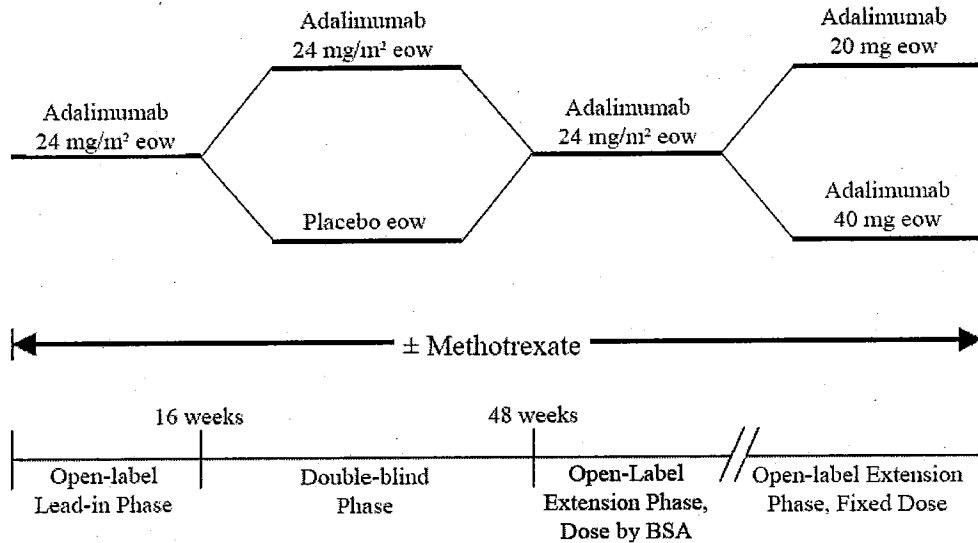 Adalimumab
24 mg/m² eow
Adalimumab
20 mg eow
Adalimumab
24 mg/m² eow
Adalimumab
24 mg/m² eow
Placebo eow
Adalimumab
40 mg eow
± Methotrexate
16 weeks
48 weeks
Open-label
Lead-in Phase
Double-blind
Phase
Open-Label
Extension Phase,
Dose by BSA
Open-label Extension
Phase, Fixed Dose